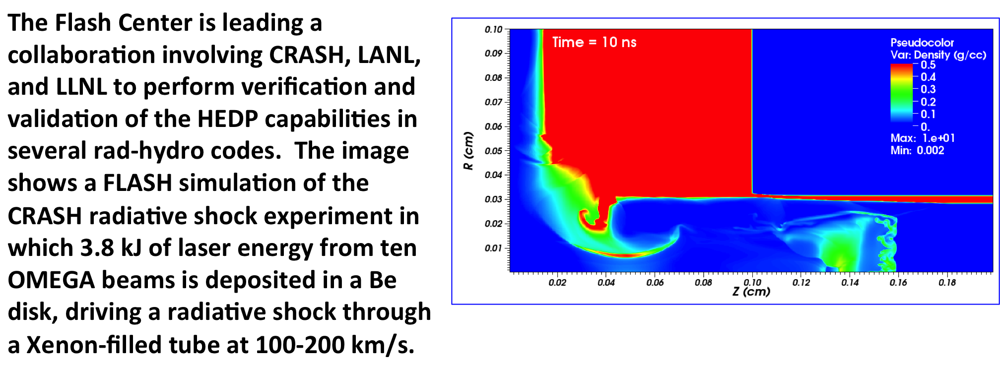 The Flash Center is leading a
collaboration involving CRASH, LANL,
and LLNL to perform verification and
validation of the HEDP capabilities in
several rad-hydro codes.  The image
shows a FLASH simulation of the
CRASH radiative shock experiment in
which 3.8 kJ of laser energy from ten
OMEGA beams is deposited in a Be
disk, driving a radiative shock through
a Xenon-filled tube at 100-200 km/s.
Time = 10 ns
Pseudocolor
Var: Density (g/cc)
0.5
0.4
0.3
0.2
0.1
0.
Max: 1.e+01
Min: 0.002
R (cm)
0.10
0.09
0.08
0.07
0.06
0.05
0.04
0.03
0.02
0.01
0.02 0.04 0.06 0.08 0.10 0.12 0.14 0.16 0.18
Z (cm)